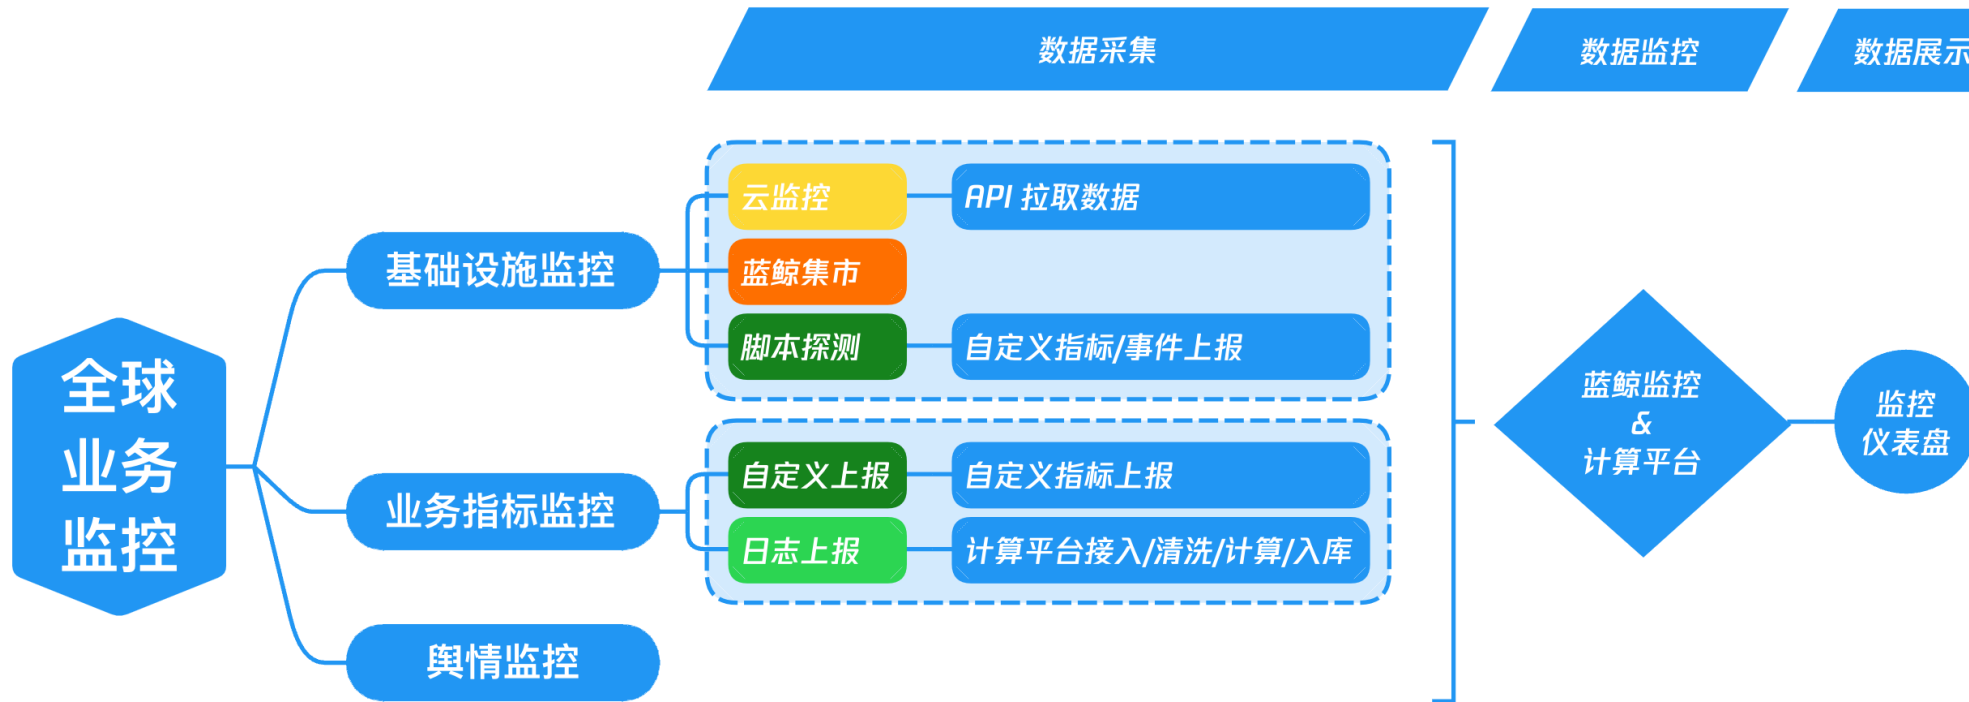 数据采集
数据监控
数据展示
全球
业务
监控
基础设施监控
云监控
API 拉取数据
蓝鲸集市
脚本探测
自定义指标/事件上报
业务指标监控
自定义上报
自定义指标上报
日志上报
计算平台接入/清洗/计算/入库
舆情监控
蓝鲸监控
&
计算平台
监控
仪表盘